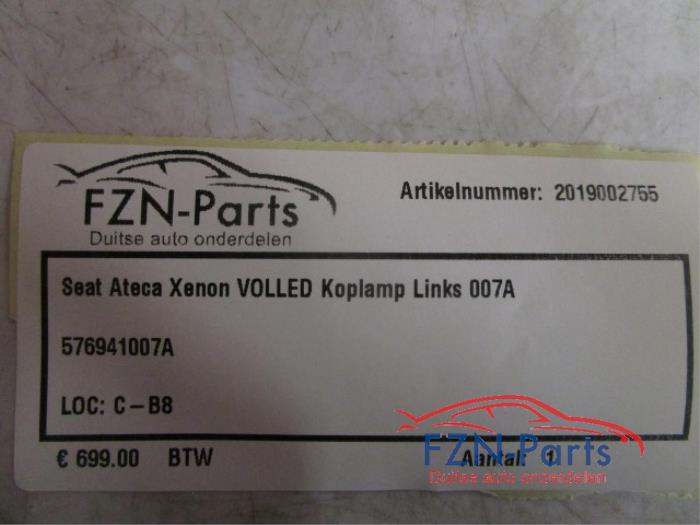 FZN-Parts
Duitse auto onderdelen
Artikelnummer: 2019002755
Seat Ateca Xenon VOLLED Koplamp Links 007A
576941007A
LOC: C-B8
€ 699.00 BTW
Aantal: 1
FZN-Parts
Duitse auto onderdelen